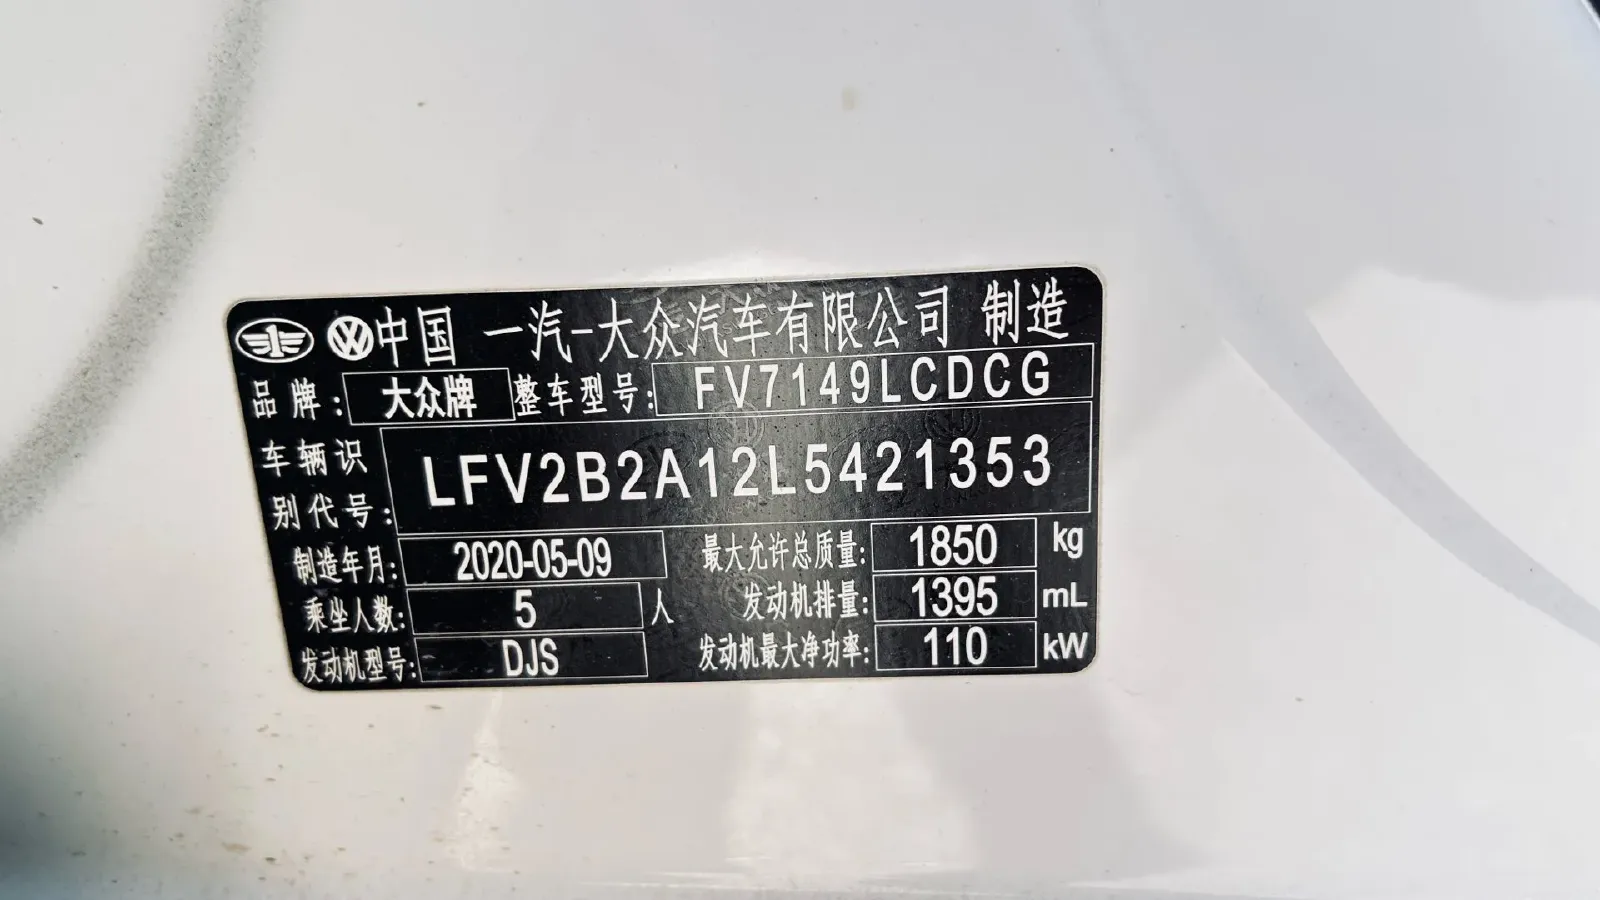 中国 一汽-大众汽车有限公司 制造
品牌: 大众牌 整车型号: FV7149LCDCG
车辆识别代号: LFV2B2A12L5421353
制造年月: 2020-05-09 最大允许总质量: 1850 kg
乘坐人数: 5 人 发动机排量: 1395 mL
发动机型号: DJS 发动机最大净功率: 110 kW